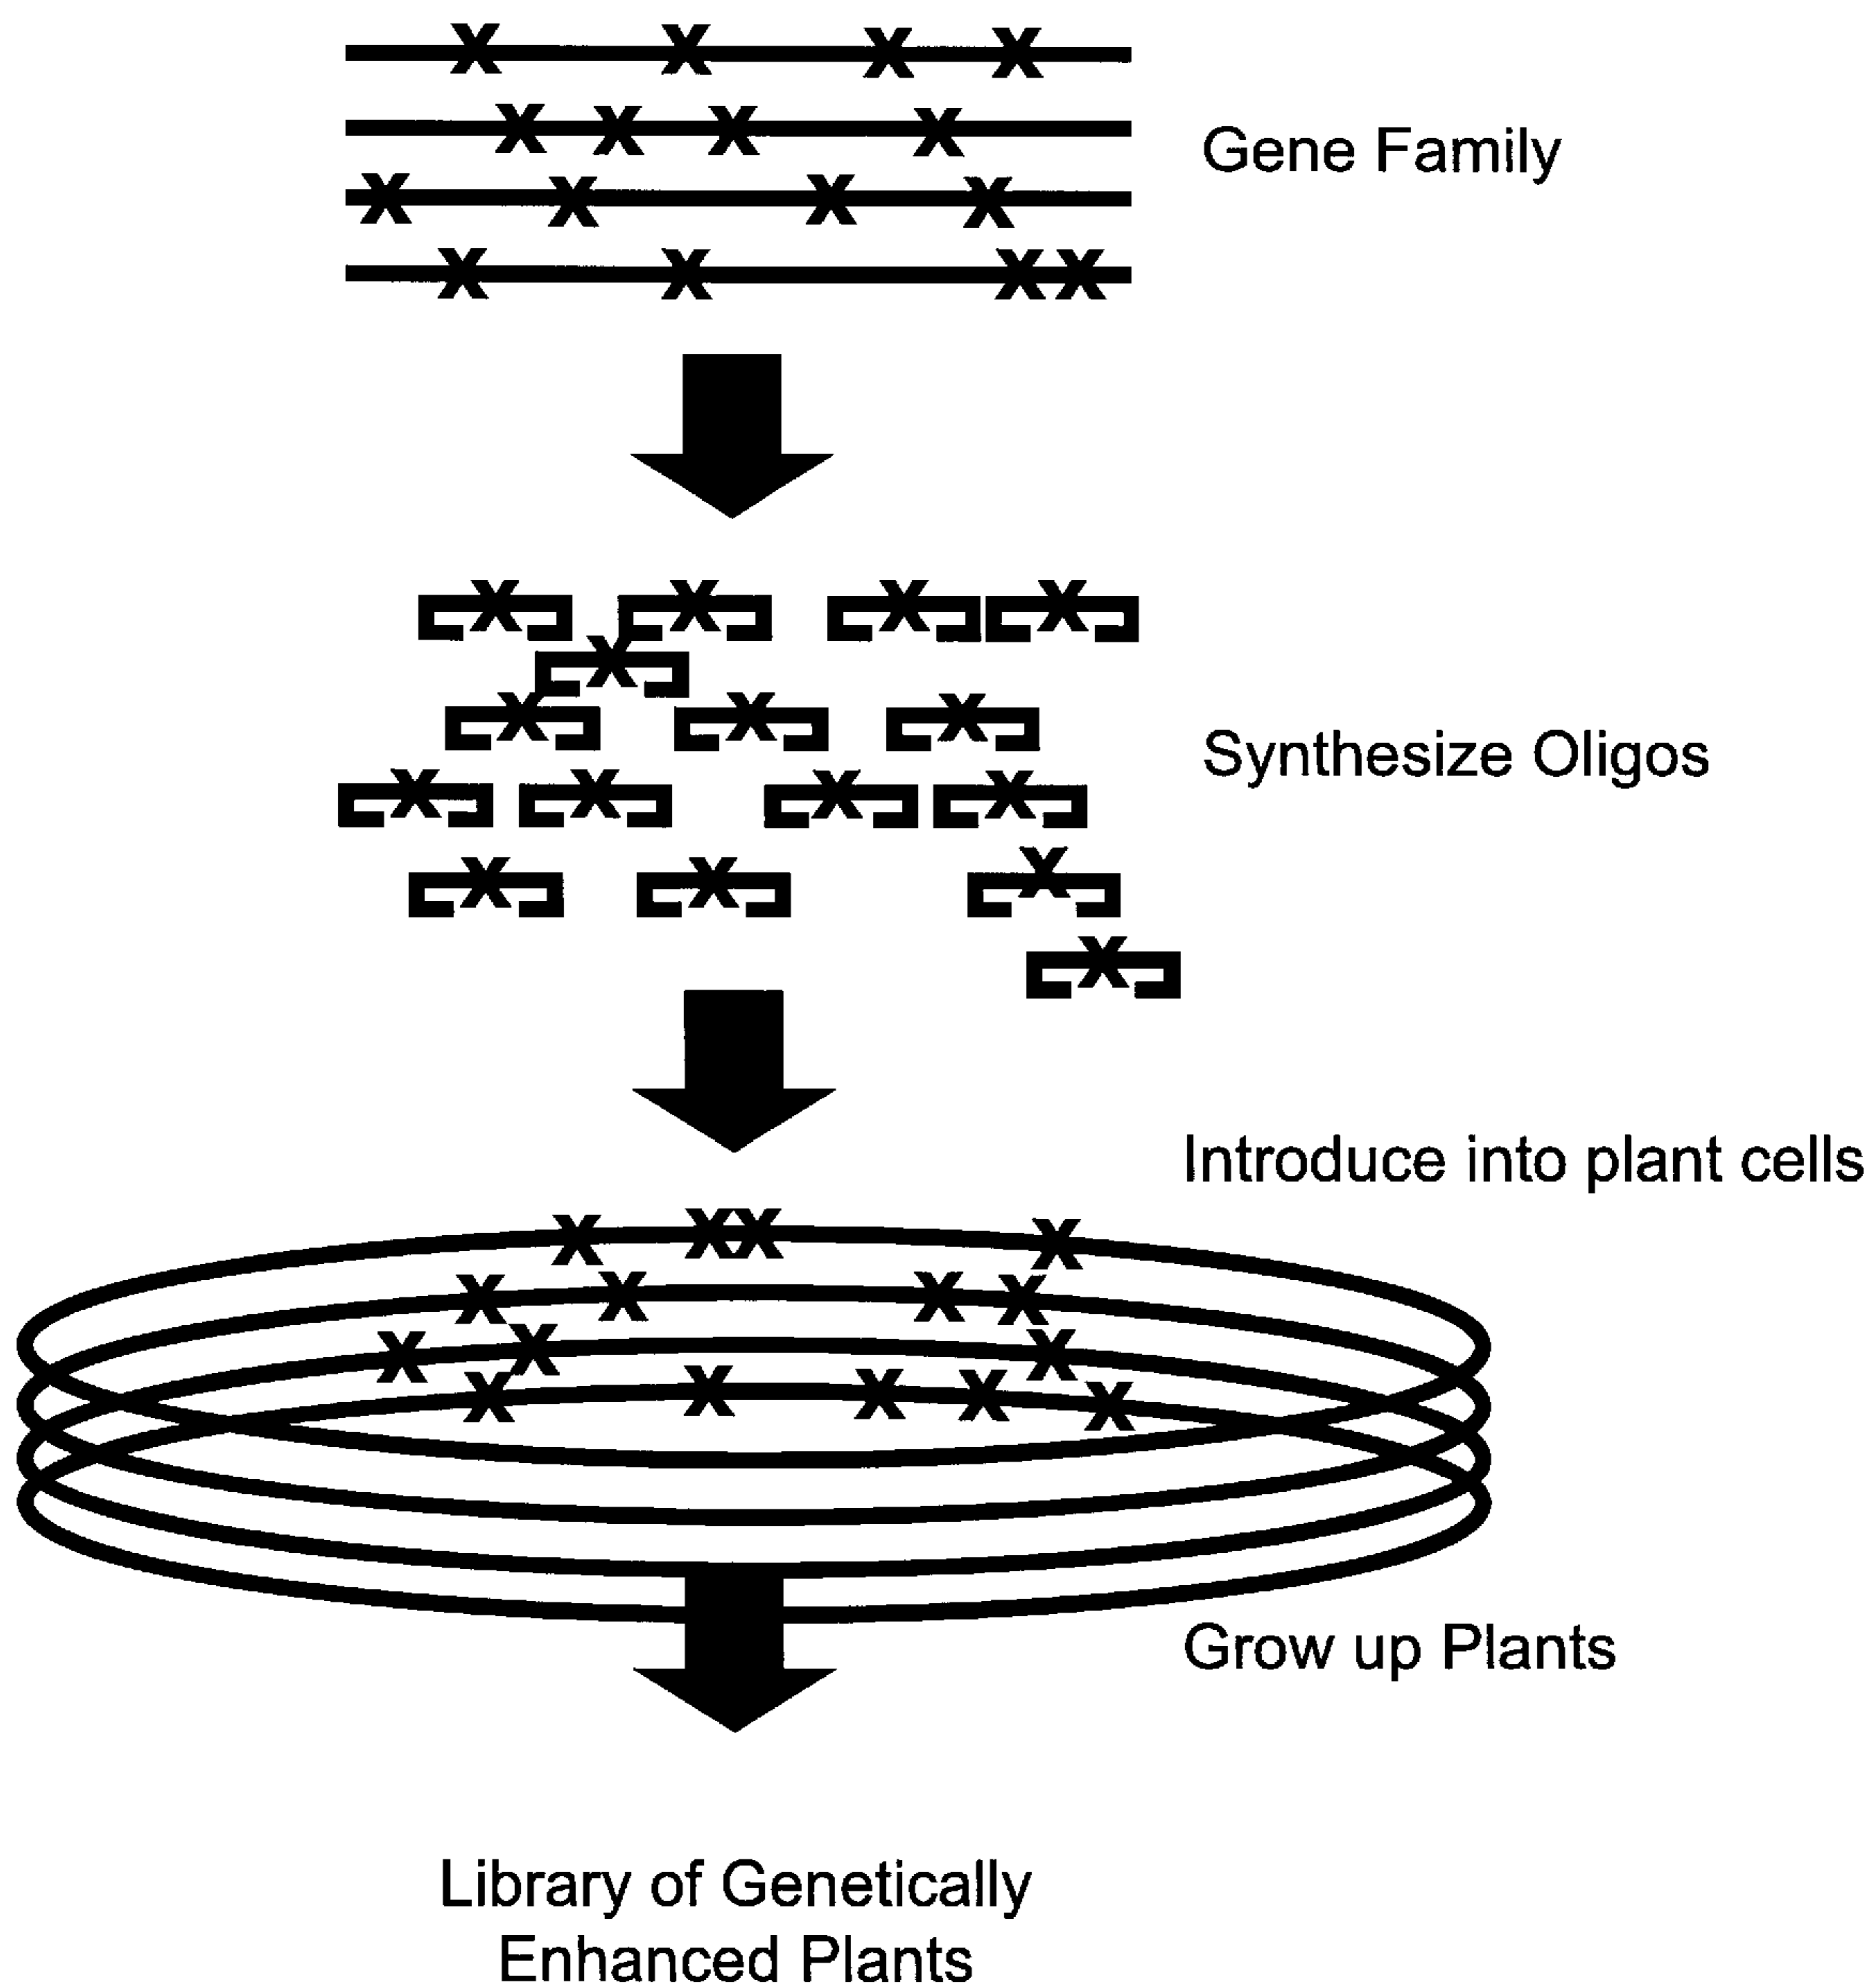 Gene Family
Synthesize Oligos
Introduce into plant cells
Grow up Plants
Library of Genetically
Enhanced Plants